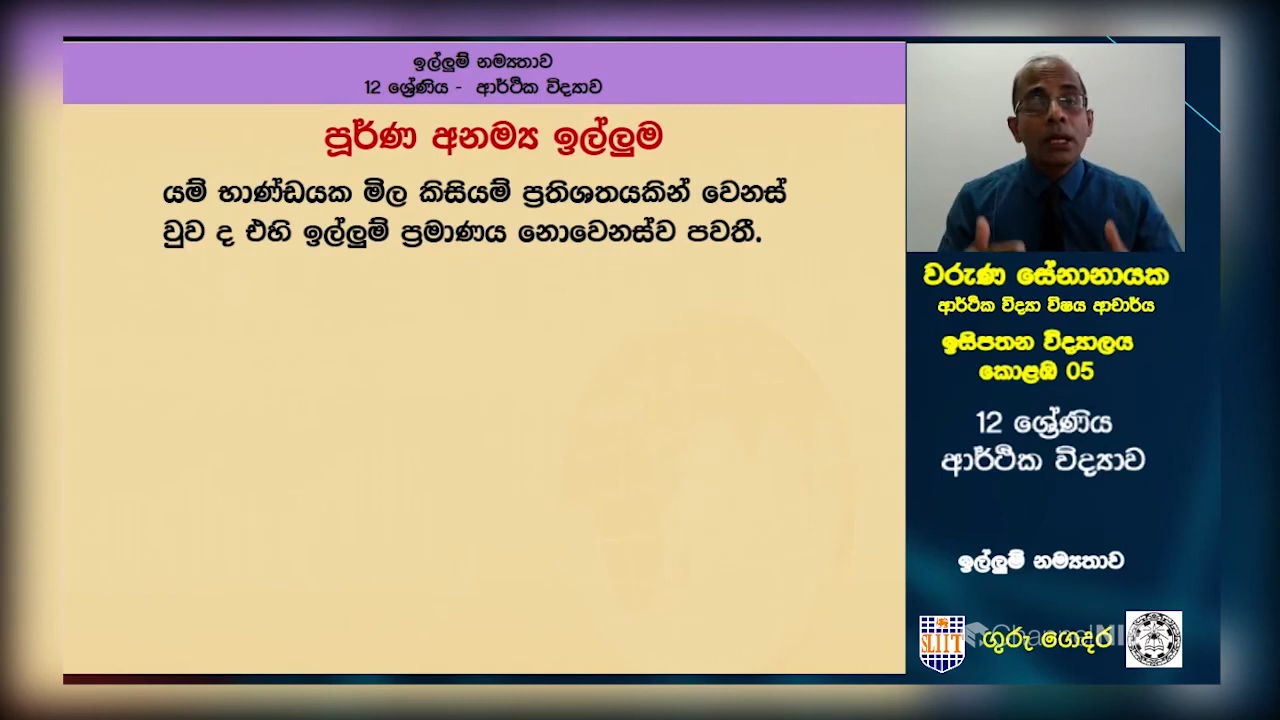 ඉල්ලුම් නම්‍යතාව
12 ශ්‍රේණිය - ආර්ථික විද්‍යාව
පූර්ණ අනම්‍ය ඉල්ලුම
යම් භාණ්ඩයක මිල කිසියම් ප්‍රතිශතයකින් වෙනස්
වුව ද එහි ඉල්ලුම් ප්‍රමාණය නොවෙනස්ව පවතී.
වරුණ සේනානායක
ආර්ථික විද්‍යා විෂය ආචාර්ය
ඉසිපතන විද්‍යාලය
කොළඹ 05
12 ශ්‍රේණිය
ආර්ථික විද්‍යාව
ඉල්ලුම් නම්‍යතාව
SLIIT
ගුරු ගෙදර